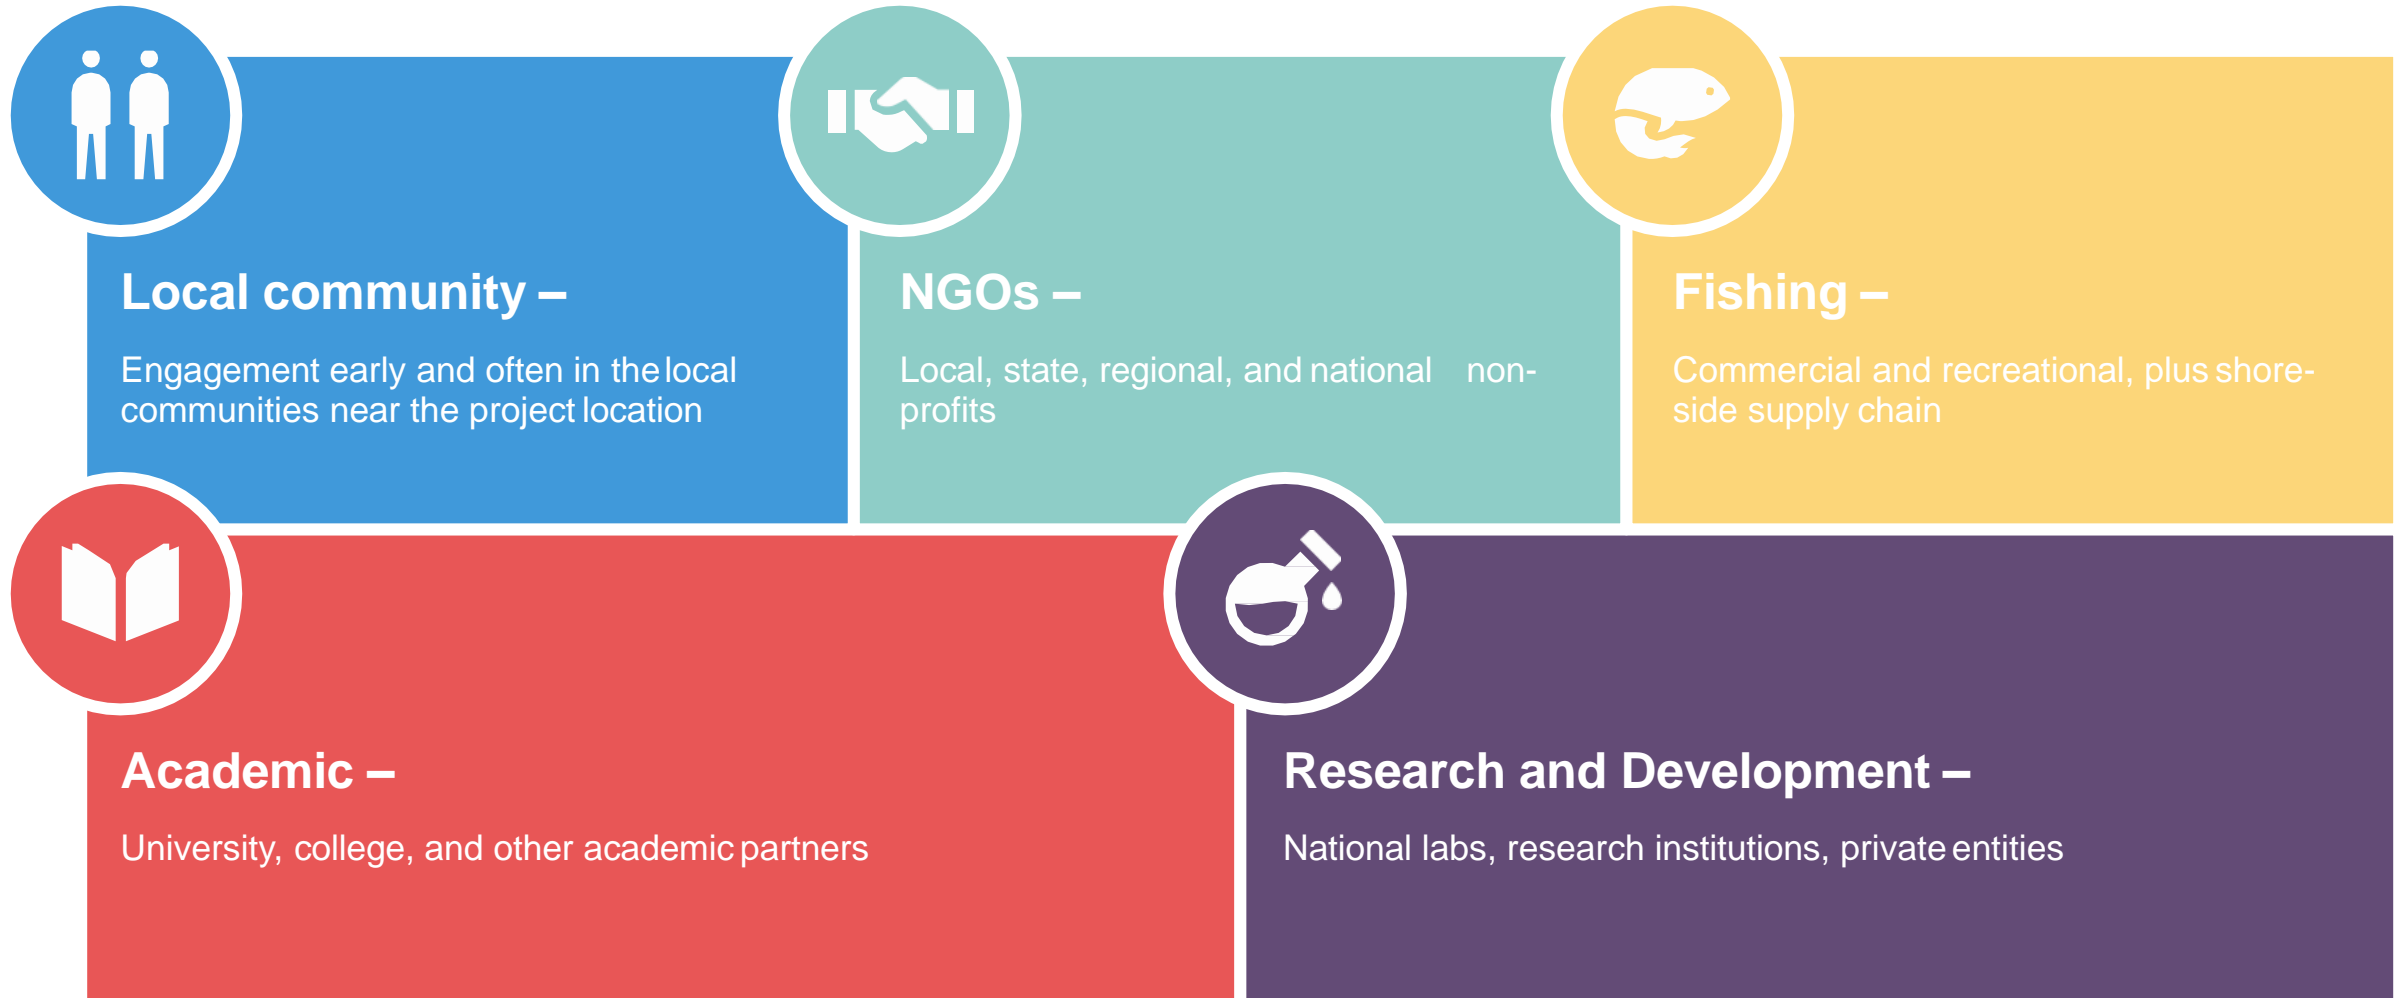 Local community –
Engagement early and often in the local
communities near the project location
NGOs –
Local, state, regional, and national non-
profits
Fishing –
Commercial and recreational, plus shore-
side supply chain
Academic –
University, college, and other academic partners
Research and Development –
National labs, research institutions, private entities